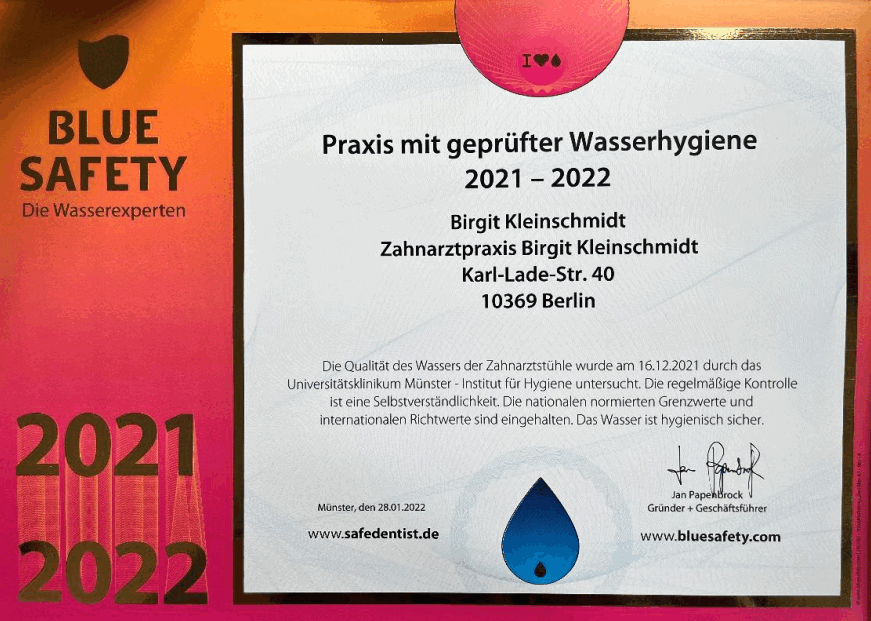 BLUE
SAFETY
Die Wasserexperten
2021
2022
I
Praxis mit geprüfter Wasserhygiene
2021 – 2022
Birgit Kleinschmidt
Zahnarztpraxis Birgit Kleinschmidt
Karl-Lade-Str. 40
10369 Berlin
Die Qualität des Wassers der Zahnarztstühle wurde am 16.12.2021 durch das
Universitätsklinikum Münster - Institut für Hygiene untersucht. Die regelmäßige Kontrolle
ist eine Selbstverständlichkeit. Die nationalen normierten Grenzwerte und
internationalen Richtwerte sind eingehalten. Das Wasser ist hygienisch sicher.
Jan Papenbrock
Münster, den 28.01.2022
Gründer + Geschäftsführer
www.safedentist.de
www.bluesafety.com